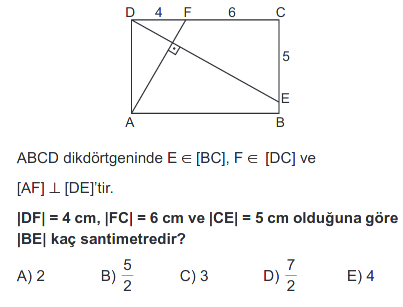 D 4 F 6 C
5
E
A B
ABCD dikdörtgeninde E ∈ [BC], F ∈ [DC] ve
[AF] ⊥ [DE]'tir.
|DF| = 4 cm, |FC| = 6 cm ve |CE| = 5 cm olduğuna göre
|BE| kaç santimetredir?
A) 2 B) 5/2 C) 3 D) 7/2 E) 4